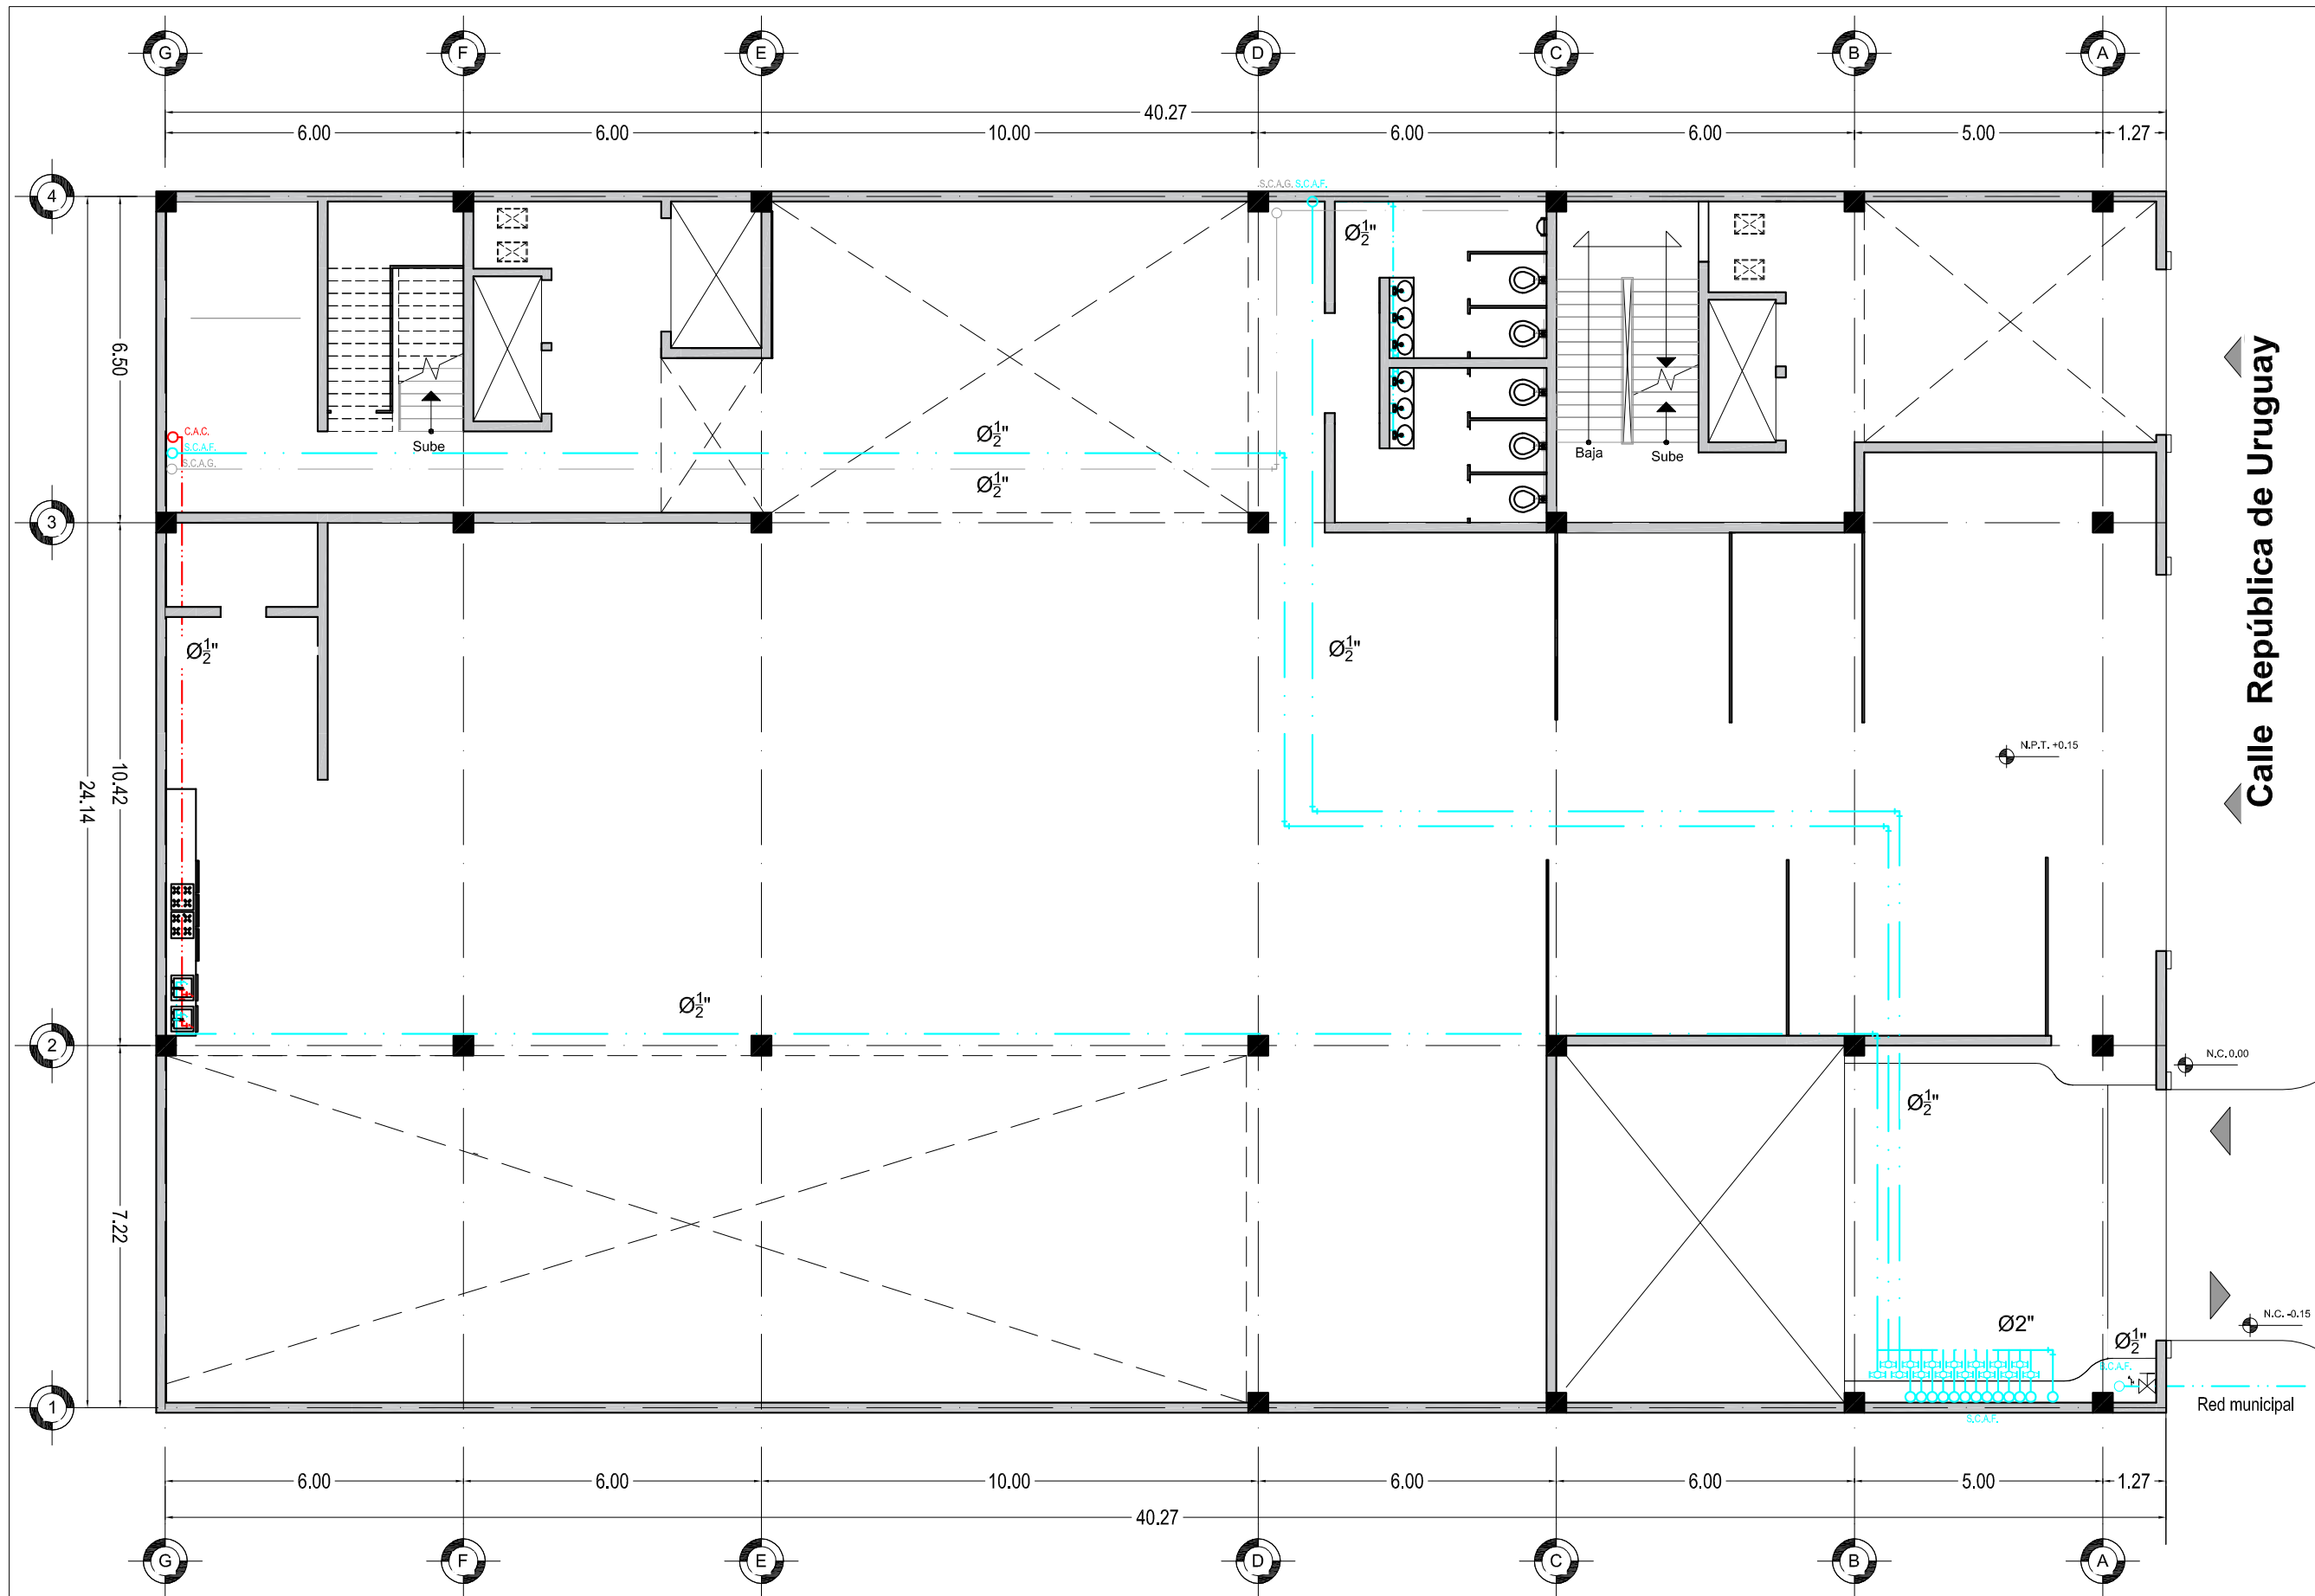 G F E D C B A
40.27
6.00 6.00 10.00 6.00 6.00 5.00 1.27
4
S.C.A.G. S.C.A.F.
Ø1/2"
6.50
Calle República de Uruguay
C.A.C.
S.C.A.F.
S.C.A.G.
Sube
Ø1/2"
Ø1/2"
Baja
Sube
3
Ø1/2"
Ø1/2"
N.P.T. +0.15
10.42
24.14
Ø1/2"
2
N.C. 0.00
Ø1/2"
7.22
N.C. -0.15
Ø2"
Ø1/2"
Red municipal
1
S.C.A.F.
6.00 6.00 10.00 6.00 6.00 5.00 1.27
40.27
G F E D C B A